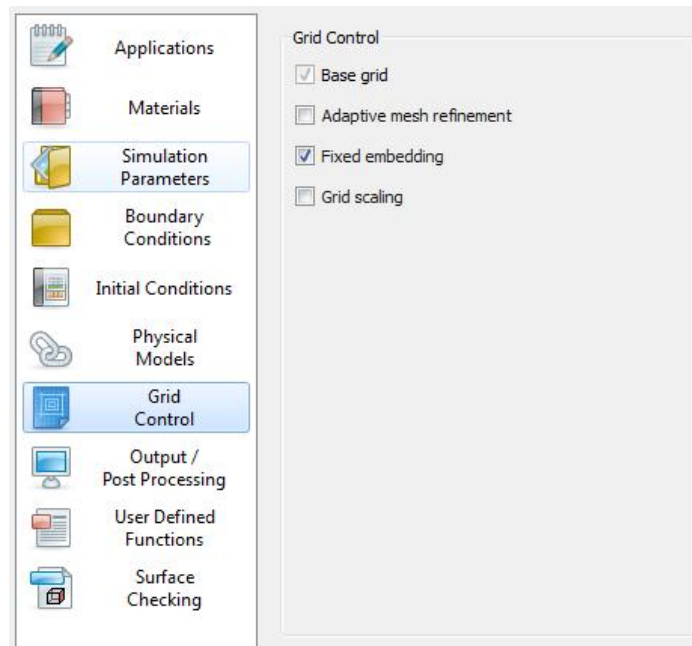 Applications
Materials
Simulation
Parameters
Boundary
Conditions
Initial Conditions
Physical
Models
Grid
Control
Output /
Post Processing
User Defined
Functions
Surface
Checking
Grid Control
Base grid
Adaptive mesh refinement
Fixed embedding
Grid scaling